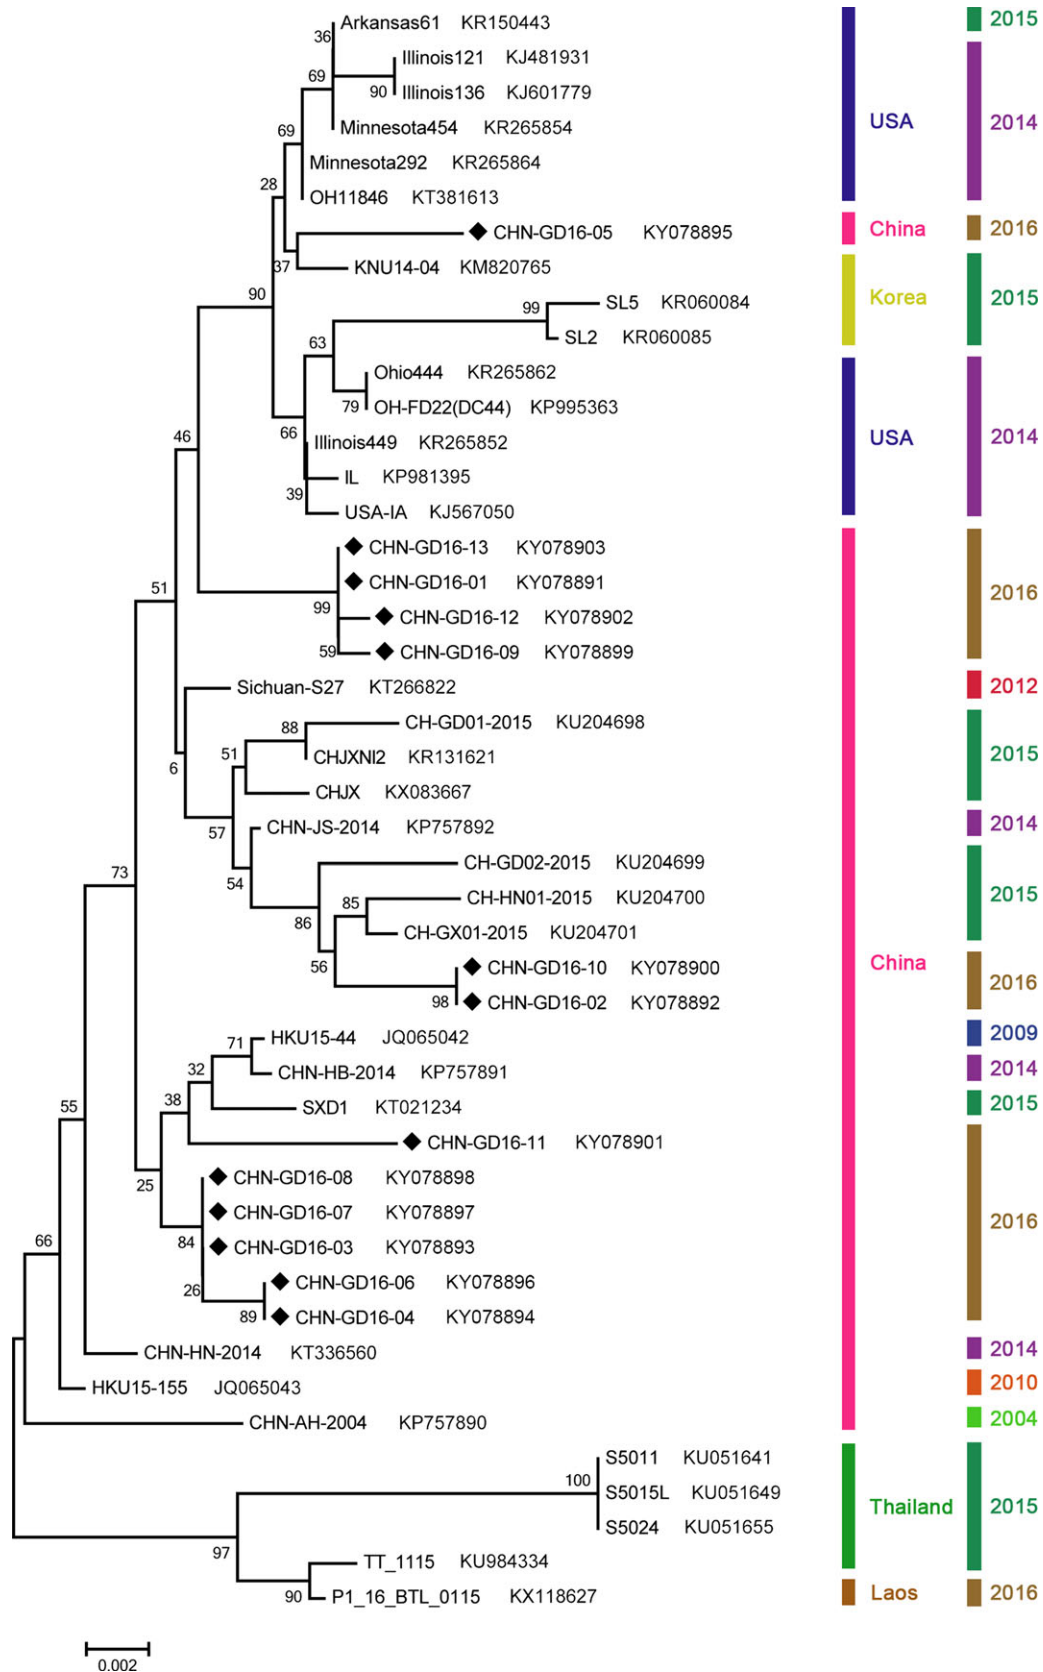 Arkansas61 KR150443 2015
36
Illinois121 KJ481931
69
90 Illinois136 KJ601779
USA 2014
Minnesota454 KR265854
69
Minnesota292 KR265864
28
OH11846 KT381613
CHN-GD16-05 KY078895 China 2016
37 KNU14-04 KM820765
90
99 SL5 KR060084 Korea 2015
SL2 KR060085
63
Ohio444 KR265862
79 OH-FD22(DC44) KP995363
66
USA 2014
46
Illinois449 KR265852
IL KP981395
39
USA-IA KJ567050
CHN-GD16-13 KY078903
51
CHN-GD16-01 KY078891
2016
99
CHN-GD16-12 KY078902
59 CHN-GD16-09 KY078899
Sichuan-S27 KT266822 2012
88 CH-GD01-2015 KU204698
51
CHJXNI2 KR131621 2015
6
CHJX KX083667
57
CHN-JS-2014 KP757892 2014
CH-GD02-2015 KU204699
73
54
85 CH-HN01-2015 KU204700 2015
86
CH-GX01-2015 KU204701
56
CHN-GD16-10 KY078900
China
2016
98 CHN-GD16-02 KY078892
71 HKU15-44 JQ065042 2009
32
CHN-HB-2014 KP757891 2014
38
SXD1 KT021234 2015
55
CHN-GD16-11 KY078901
25
CHN-GD16-08 KY078898
CHN-GD16-07 KY078897
2016
84
CHN-GD16-03 KY078893
66
26
CHN-GD16-06 KY078896
89 CHN-GD16-04 KY078894
CHN-HN-2014 KT336560 2014
HKU15-155 JQ065043 2010
CHN-AH-2004 KP757890 2004
S5011 KU051641
100
S5015L KU051649
Thailand 2015
S5024 KU051655
97
TT_1115 KU984334
90 P1_16_BTL_0115 KX118627 Laos 2016
0.002